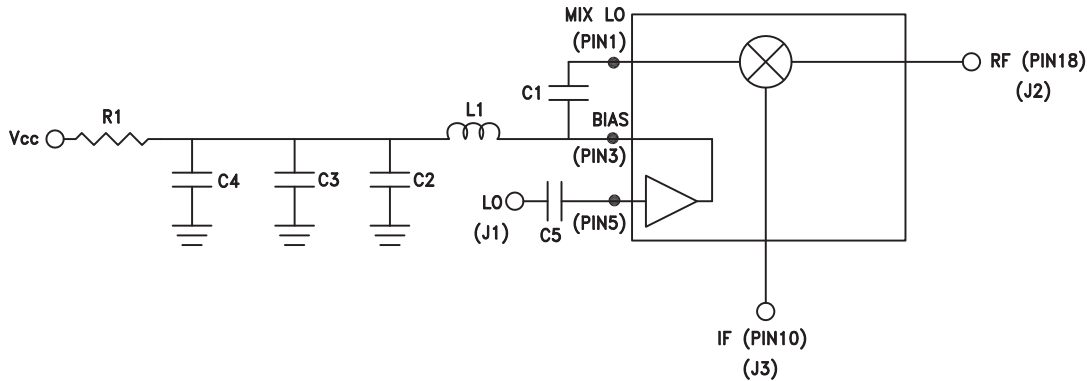 MIX LO
(PIN1)
RF (PIN18)
(J2)
C1
L1
R1
BIAS
Vcc
(PIN3)
C4
C3
C2
LO
(J1)
C5
(PIN5)
IF (PIN10)
(J3)